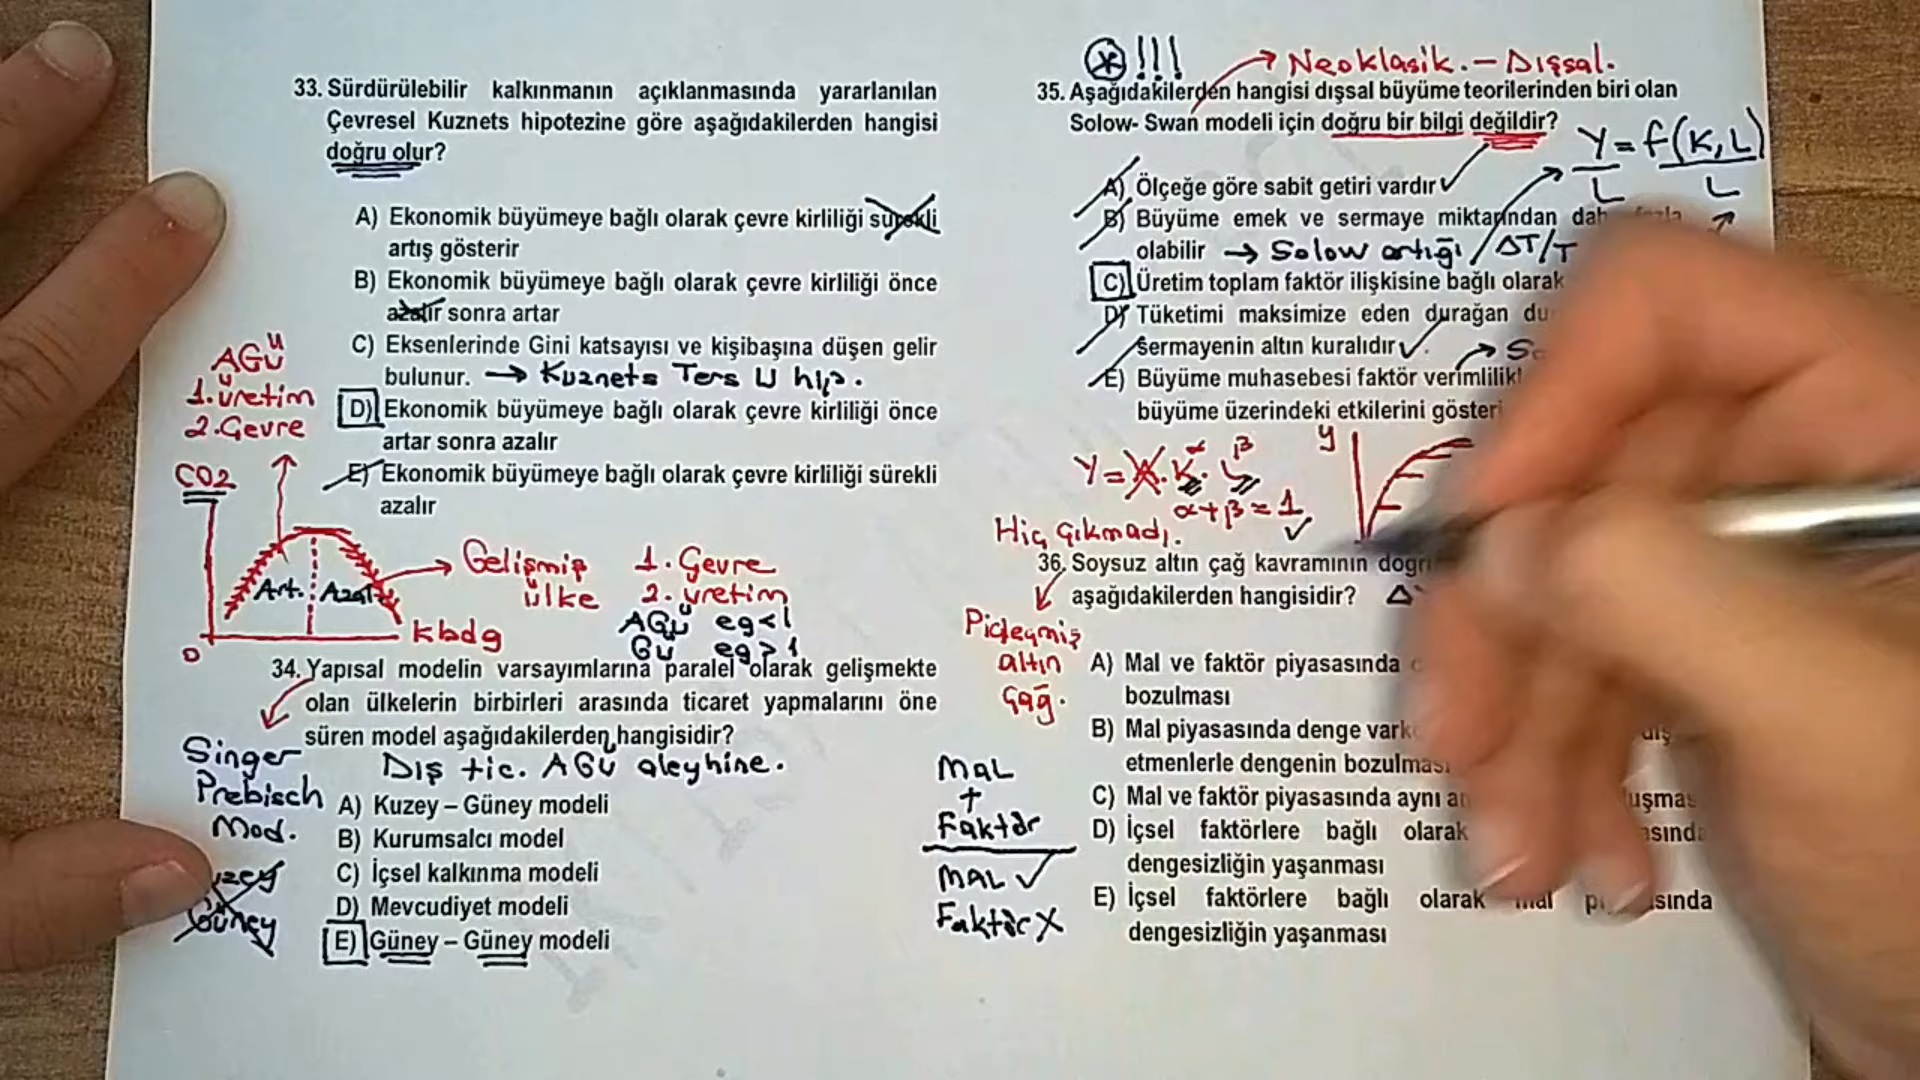 33. Sürdürülebilir kalkınmanın açıklanmasında yararlanılan
Çevresel Kuznets hipotezine göre aşağıdakilerden hangisi
doğru olur?
A) Ekonomik büyümeye bağlı olarak çevre kirliliği sürekli
artış gösterir
B) Ekonomik büyümeye bağlı olarak çevre kirliliği önce
azalır sonra artar
C) Eksenlerinde Gini katsayısı ve kişibaşına düşen gelir
bulunur. → Kuznets Ters U hip.
D) Ekonomik büyümeye bağlı olarak çevre kirliliği önce
artar sonra azalır
E) Ekonomik büyümeye bağlı olarak çevre kirliliği sürekli
azalır
AGÜ
1. üretim
2. Çevre
CO2
Art. Azal
0
kbdg
Gelişmiş
ülke
1. Çevre
2. üretim
AGÜ eg<1
GÜ eg>1
34. Yapısal modelin varsayımlarına paralel olarak gelişmekte
olan ülkelerin birbirleri arasında ticaret yapmalarını öne
süren model aşağıdakilerden hangisidir?
Dış tic. AGÜ aleyhine.
Singer
Prebisch
Mod.
Güney
A) Kuzey – Güney modeli
B) Kurumsalcı model
C) İçsel kalkınma modeli
D) Mevcudiyet modeli
E) Güney – Güney modeli
!!! → Neoklasik. – Dışsal.
35. Aşağıdakilerden hangisi dışsal büyüme teorilerinden biri olan
Solow- Swan modeli için doğru bir bilgi değildir?
Y = f(K,L)
L L
A) Ölçeğe göre sabit getiri vardır ✓
B) Büyüme emek ve sermaye miktarından
olabilir → Solow artığı / ΔT/T
C) Üretim toplam faktör ilişkisine bağlı olarak
D) Tüketimi maksimize eden durağan
sermayenin altın kuralıdır ✓
E) Büyüme muhasebesi faktör
büyüme üzerindeki etkilerini
Y = A.K^α.L^β
α+β=1 ✓
y
Hiç çıkmadı.
36. Soysuz altın çağ kavramının
aşağıdakilerden hangisidir?
Piçleşmiş
altın
çağ.
A) Mal ve faktör piyasasında
bozulması
B) Mal piyasasında denge
etmenlerle dengenin
C) Mal ve faktör piyasasında aynı
D) İçsel faktörlere bağlı olarak
dengesizliğin yaşanması
E) İçsel faktörlere bağlı olarak mal
dengesizliğin yaşanması
Mal
+
Faktör
Mal ✓
Faktör X